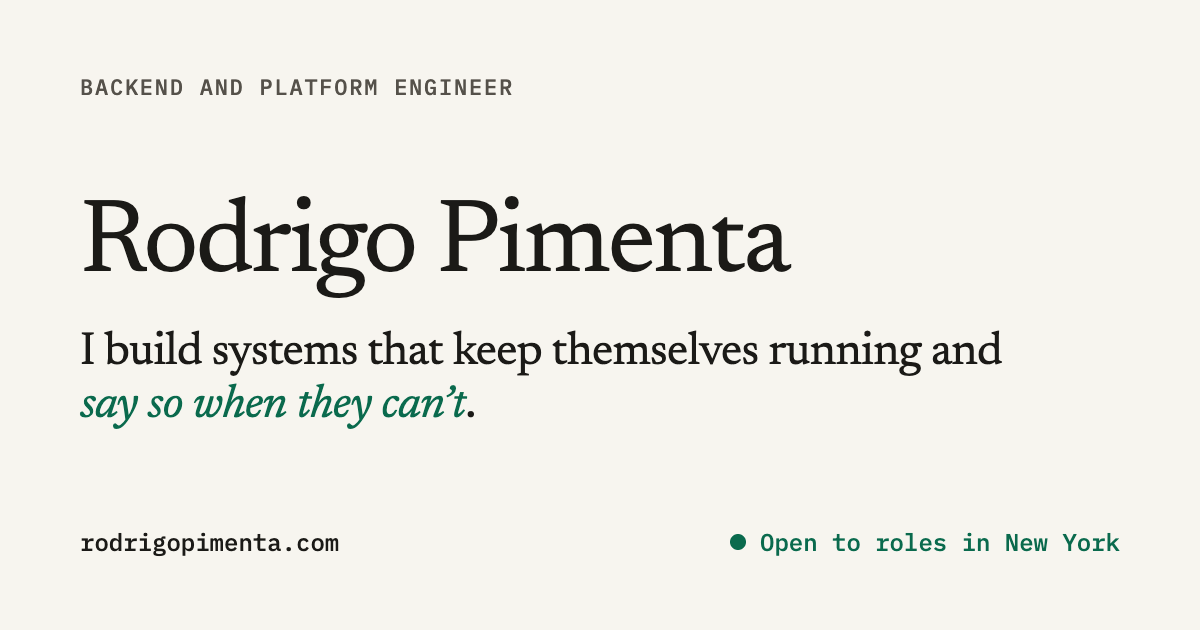 BACKEND AND PLATFORM ENGINEER
Rodrigo Pimenta
I build systems that keep themselves running and
say so when they can’t.
rodrigopimenta.com
Open to roles in New York